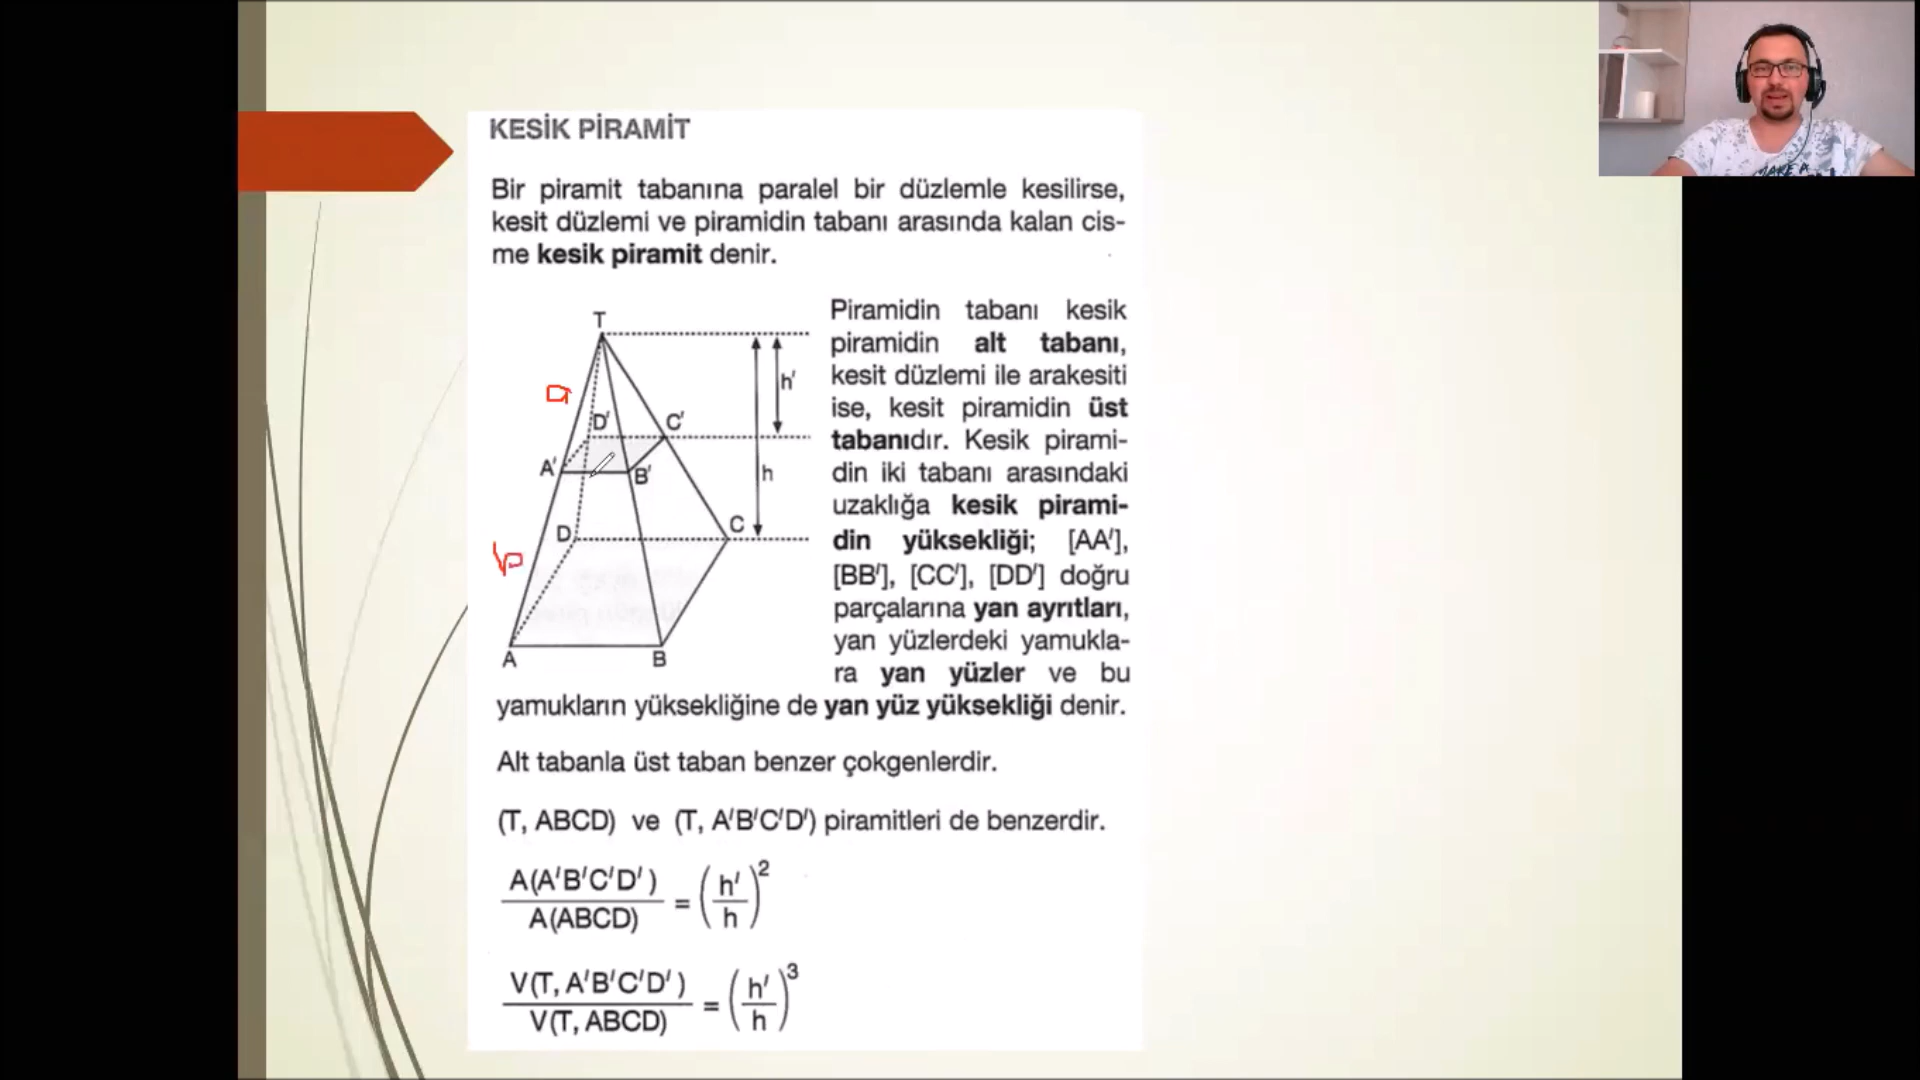 KESİK PİRAMİT
Bir piramit tabanına paralel bir düzlemle kesilirse,
kesit düzlemi ve piramidin tabanı arasında kalan cis-
me kesik piramit denir.
Piramidin tabanı kesik
piramidin alt tabanı,
kesit düzlemi ile arakesiti
ise, kesit piramidin üst
tabanıdır. Kesik pirami-
din iki tabanı arasındaki
uzaklığa kesik pirami-
din yüksekliği; [AA'],
[BB'], [CC'], [DD'] doğru
parçalarına yan ayrıtları,
yan yüzlerdeki yamukla-
ra yan yüzler ve bu
yamukların yüksekliğine de yan yüz yüksekliği denir.
T
h'
a
D' C'
A' B'
h
D C
b
A B
Alt tabanla üst taban benzer çokgenlerdir.
(T, ABCD) ve (T, A'B'C'D') piramitleri de benzerdir.
A(A'B'C'D') / A(ABCD) = (h' / h)²
V(T, A'B'C'D') / V(T, ABCD) = (h' / h)³